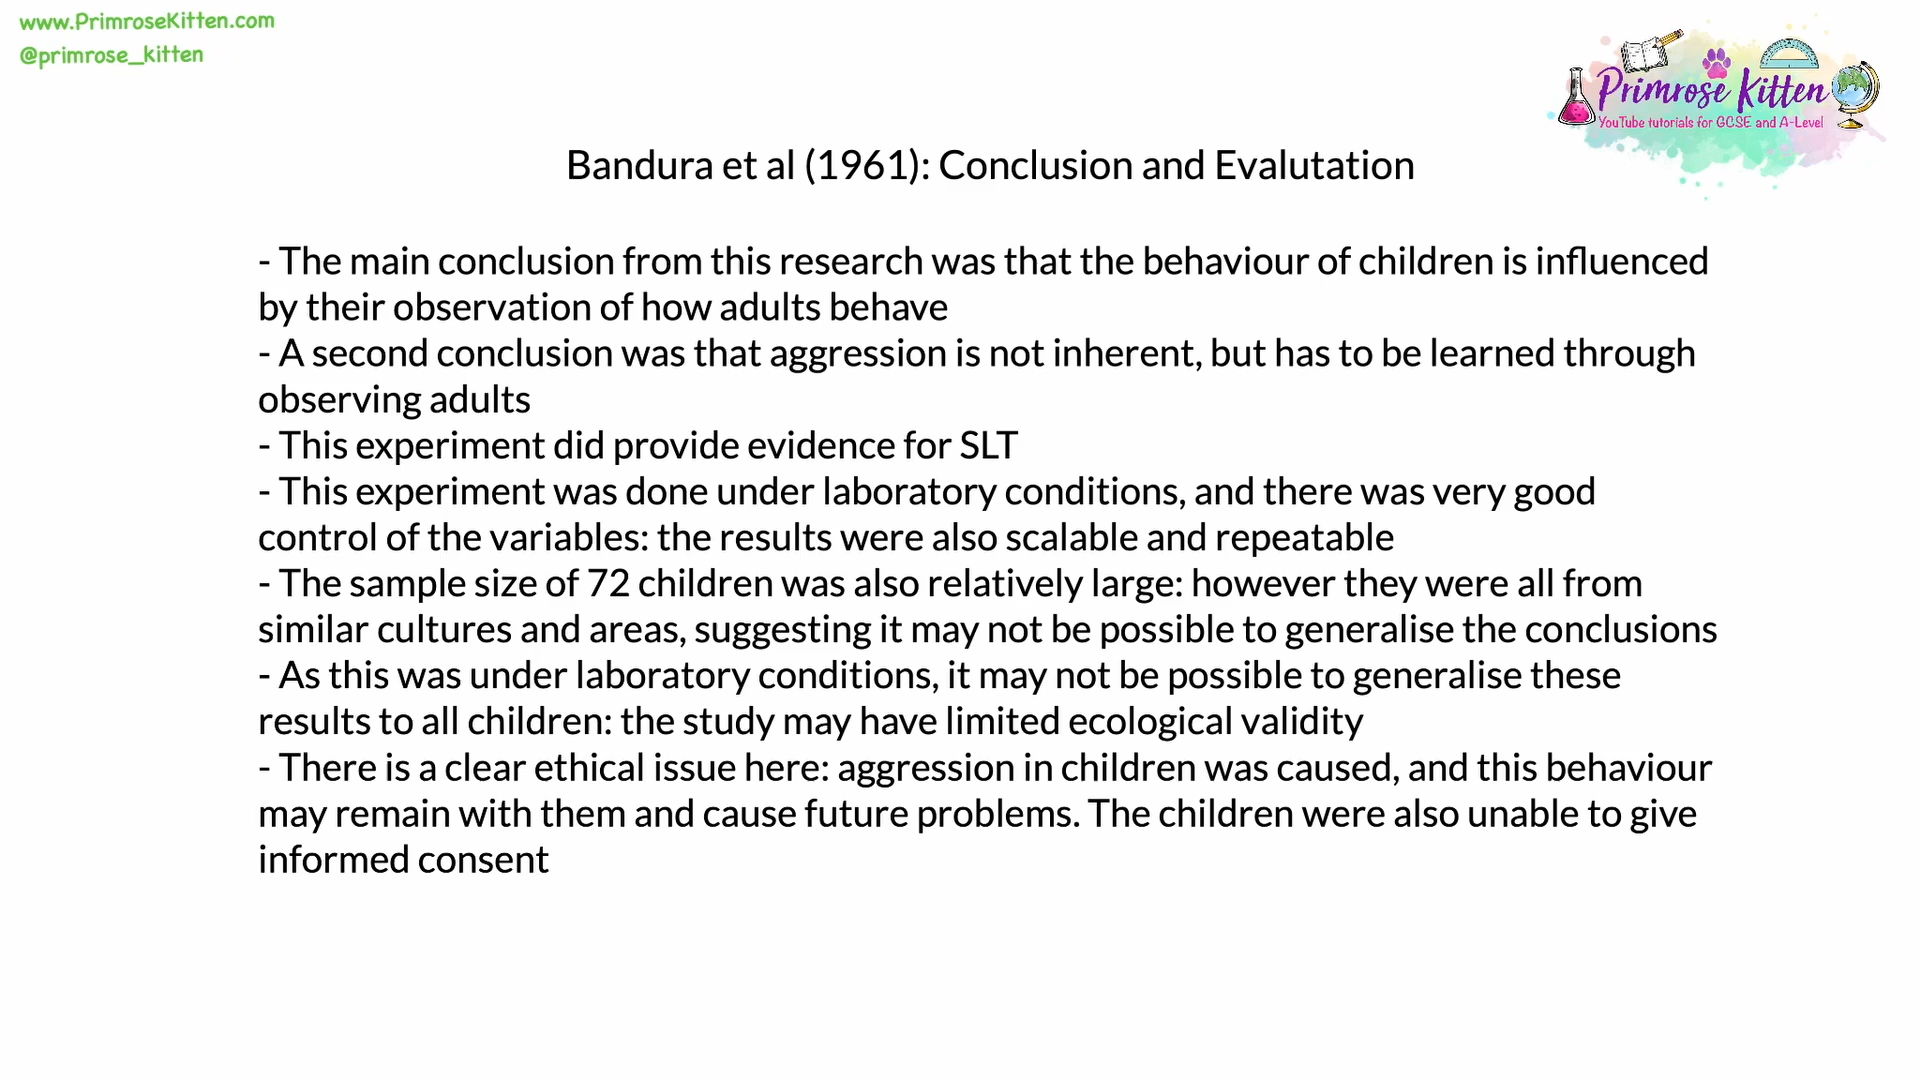 www.PrimroseKitten.com
@primrose_kitten
Primrose Kitten
YouTube tutorials for GCSE and A-Level
Bandura et al (1961): Conclusion and Evalutation
- The main conclusion from this research was that the behaviour of children is influenced
by their observation of how adults behave
- A second conclusion was that aggression is not inherent, but has to be learned through
observing adults
- This experiment did provide evidence for SLT
- This experiment was done under laboratory conditions, and there was very good
control of the variables: the results were also scalable and repeatable
- The sample size of 72 children was also relatively large: however they were all from
similar cultures and areas, suggesting it may not be possible to generalise the conclusions
- As this was under laboratory conditions, it may not be possible to generalise these
results to all children: the study may have limited ecological validity
- There is a clear ethical issue here: aggression in children was caused, and this behaviour
may remain with them and cause future problems. The children were also unable to give
informed consent